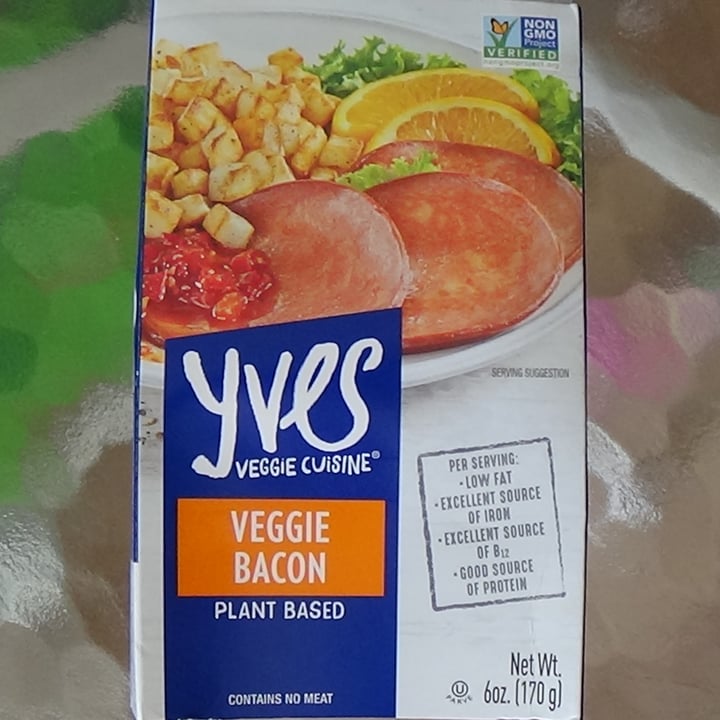 NON
GMO
Project
VERIFIED
nongmoproject.org
SERVING SUGGESTION
yves
VEGGIE CUISINE®
VEGGIE
BACON
PLANT BASED
CONTAINS NO MEAT
PER SERVING:
• LOW FAT
• EXCELLENT SOURCE
OF IRON
• EXCELLENT SOURCE
OF B12
• GOOD SOURCE
OF PROTEIN
U
PARVE
Net Wt.
6oz. (170 g)